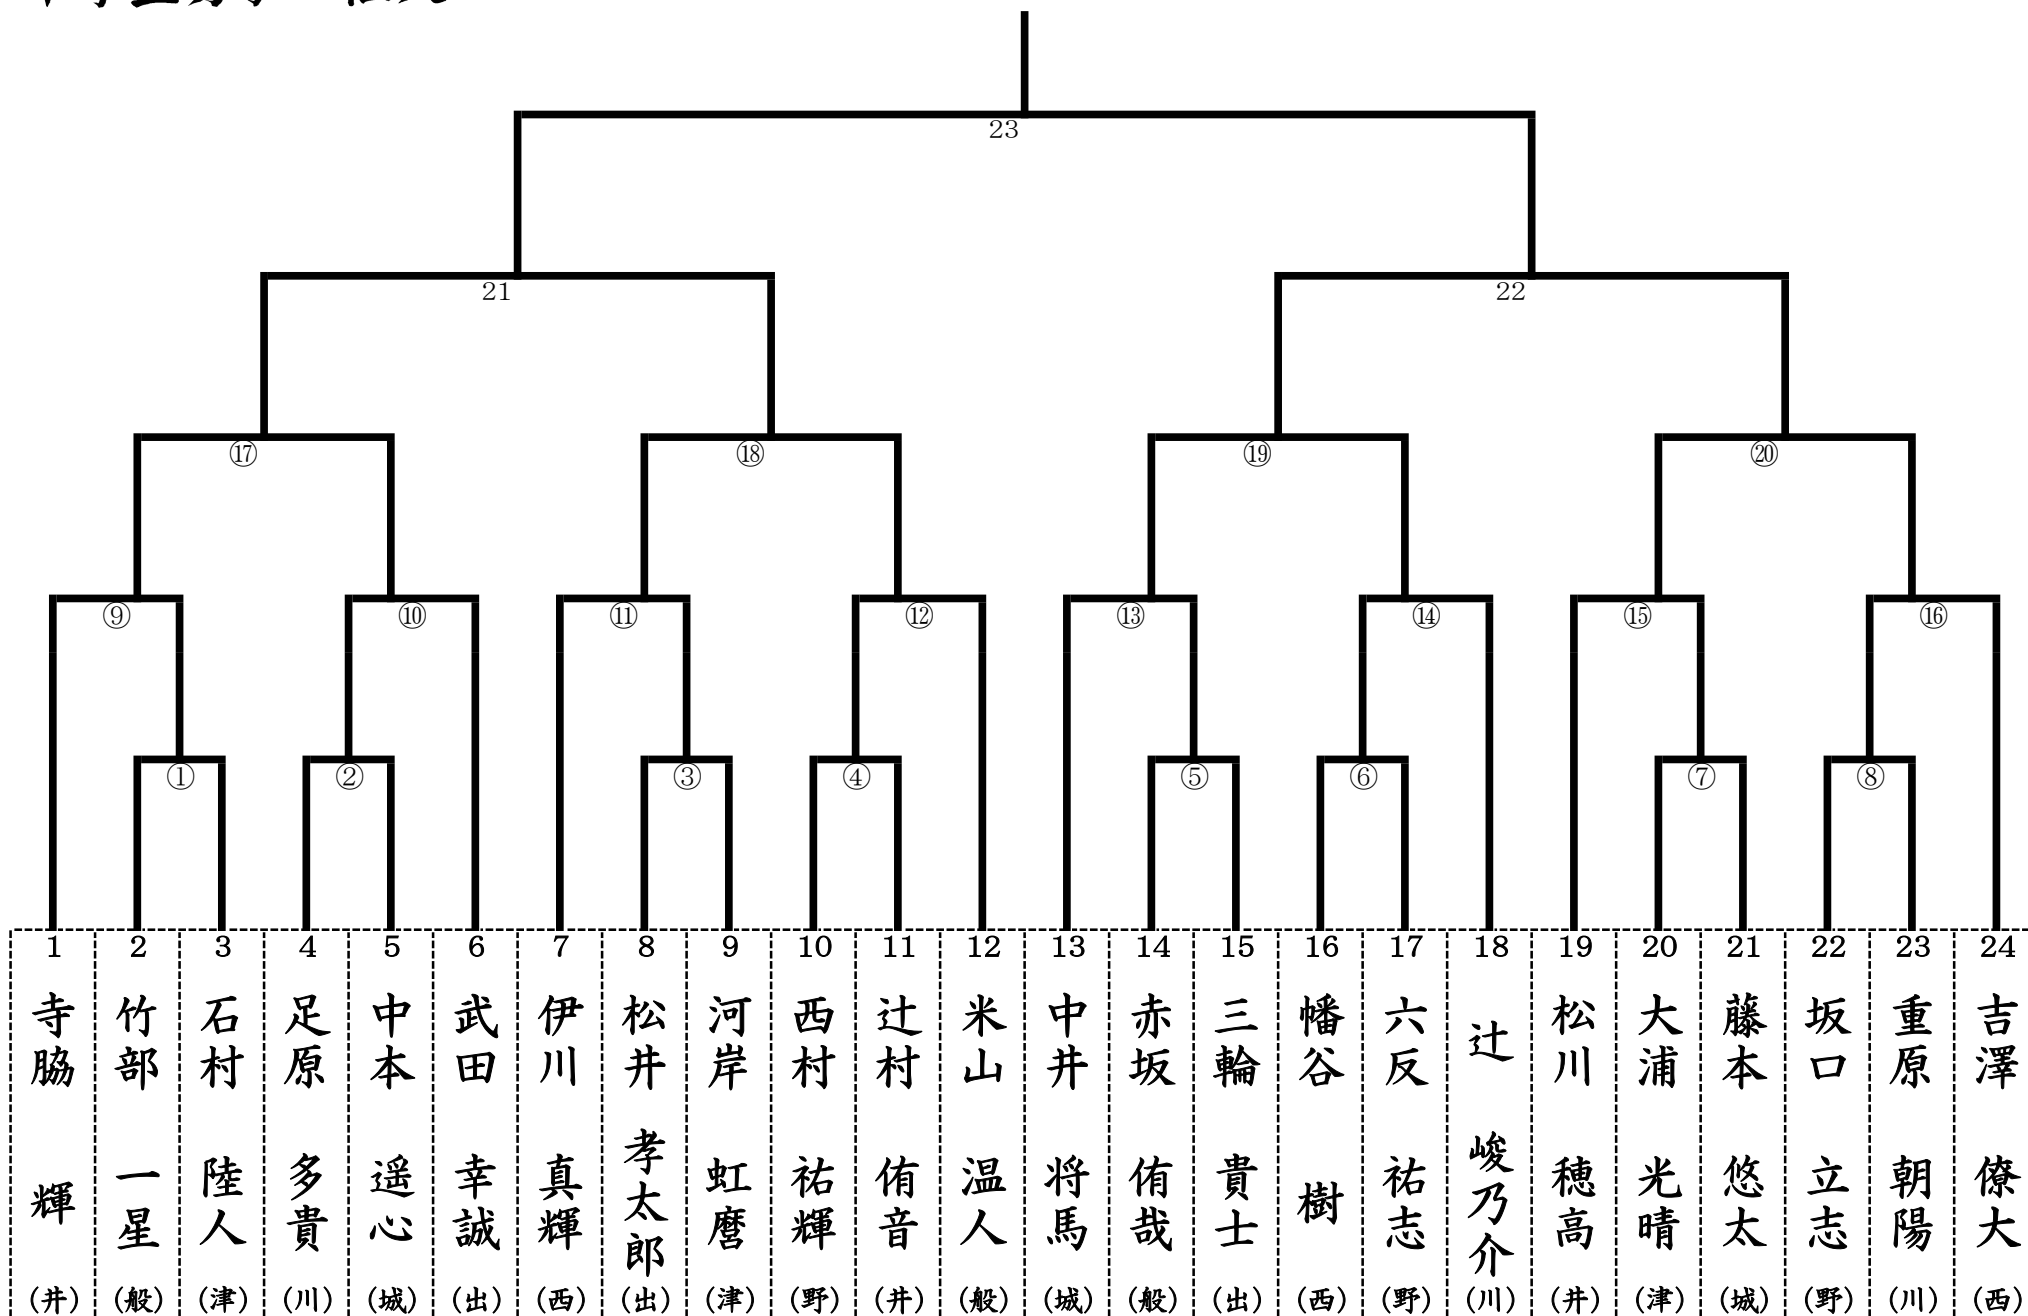 23
21
22
⑰
⑱
⑲
⑳
⑨
⑩
⑪
⑫
⑬
⑭
⑮
⑯
①
②
③
④
⑤
⑥
⑦
⑧
1 寺脇 輝 (井)
2 竹部 一星 (般)
3 石村 陸人 (津)
4 足原 多貴 (川)
5 中本 遥心 (城)
6 武田 幸誠 (出)
7 伊川 真輝 (西)
8 松井 孝太郎 (出)
9 河岸 虹麿 (津)
10 西村 祐輝 (野)
11 辻村 侑音 (井)
12 米山 温人 (般)
13 中井 将馬 (城)
14 赤坂 侑哉 (般)
15 三輪 貴士 (出)
16 幡谷 樹 (西)
17 六反 祐志 (野)
18 辻 峻乃介 (川)
19 松川 穂高 (井)
20 大浦 光晴 (津)
21 藤本 悠太 (城)
22 坂口 立志 (野)
23 重原 朝陽 (川)
24 吉澤 僚大 (西)